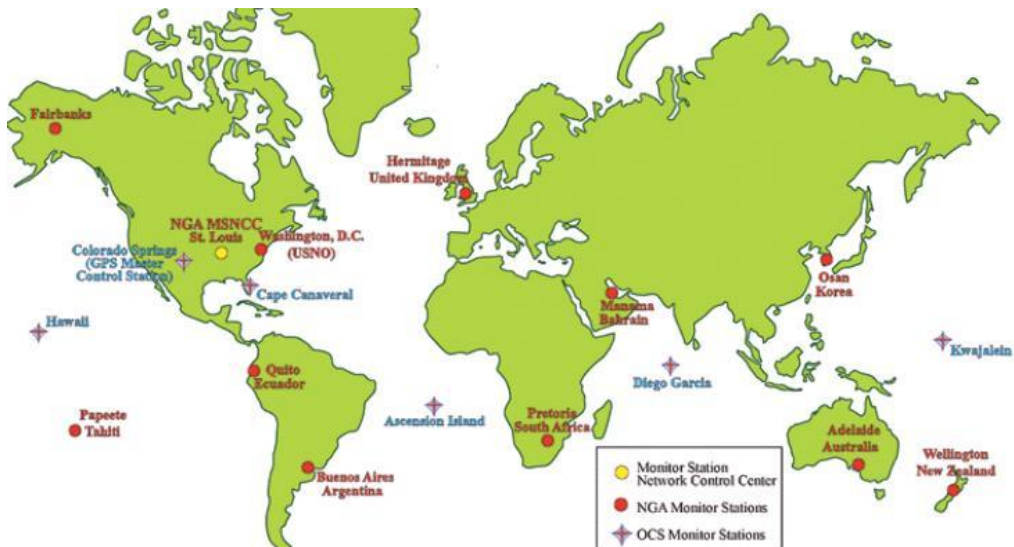 Fairbanks
Hermitage
United Kingdom
NGA MSNCC
St. Louis
Washington, D.C.
(USNO)
Colorado Springs
(GPS Master
Control Station)
Cape Canaveral
Osan
Korea
Manama
Bahrain
Hawaii
Kwajalein
Quito
Ecuador
Diego Garcia
Papeete
Tahiti
Ascension Island
Pretoria
South Africa
Adelaide
Australia
Wellington
New Zealand
Buenos Aires
Argentina
Monitor Station
Network Control Center
NGA Monitor Stations
OCS Monitor Stations